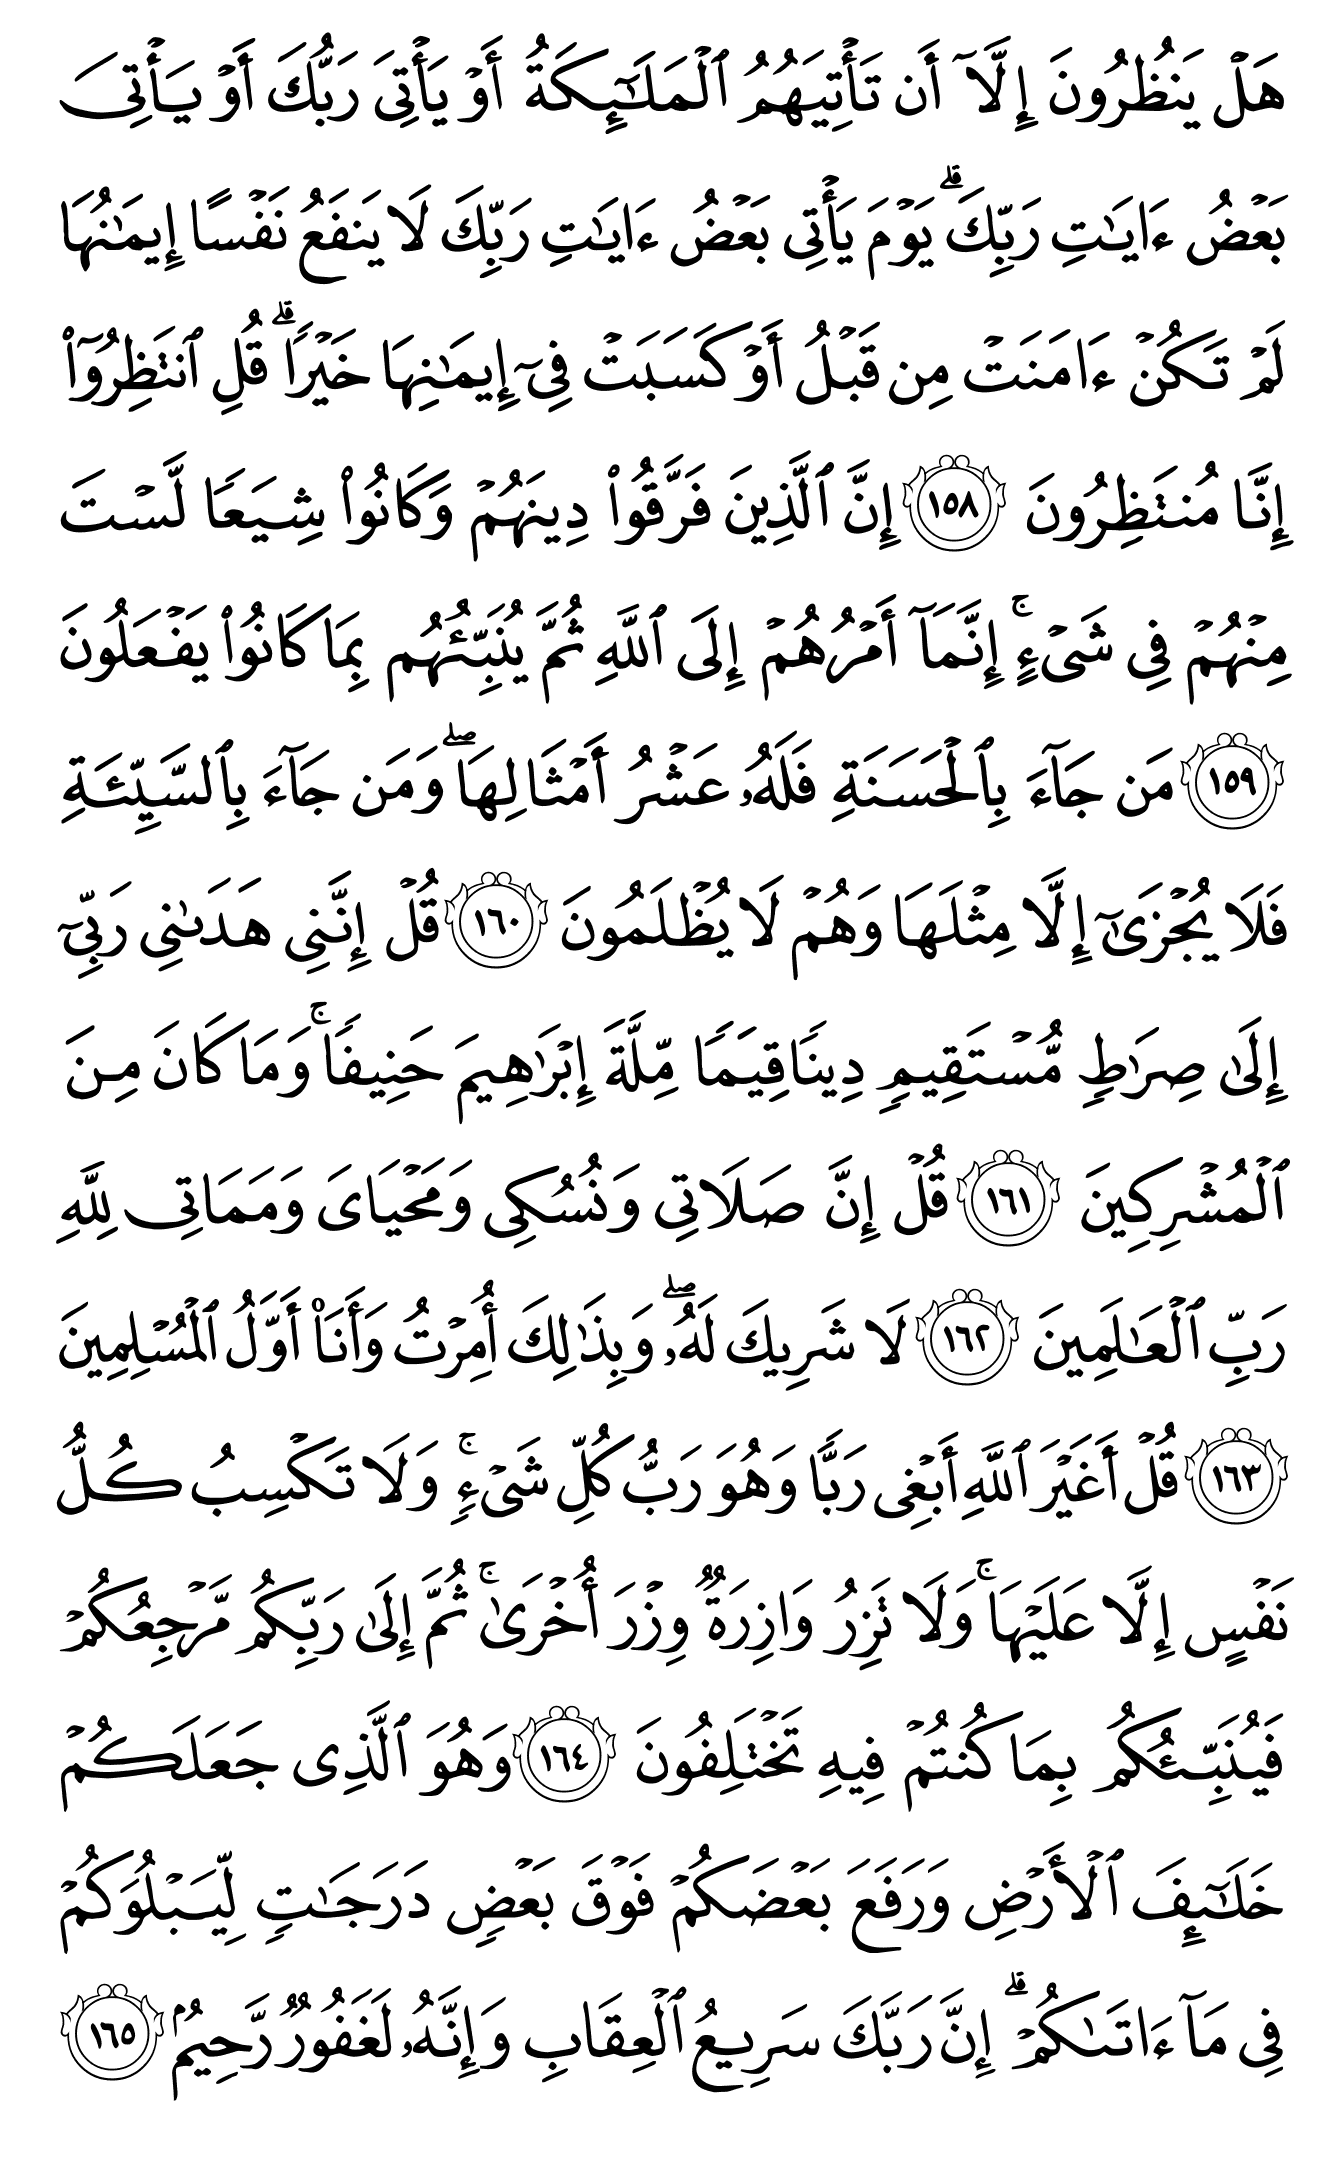 هَلۡ يَنظُرُونَ إِلَّآ أَن تَأۡتِيَهُمُ ٱلۡمَلَـٰٓئِكَةُ أَوۡ يَأۡتِيَ رَبُّكَ أَوۡ يَأۡتِىَ
بَعۡضُ ءَايَـٰتِ رَبِّكَۗ يَوۡمَ يَأۡتِى بَعۡضُ ءَايَـٰتِ رَبِّكَ لَا يَنفَعُ نَفۡسًا إِيمَـٰنُهَا
لَمۡ تَكُنۡ ءَامَنَتۡ مِن قَبۡلُ أَوۡ كَسَبَتۡ فِىٓ إِيمَـٰنِهَا خَيۡرًاۗ قُلِ ٱنتَظِرُوٓاْ
إِنَّا مُنتَظِرُونَ ١٥٨ إِنَّ ٱلَّذِينَ فَرَّقُواْ دِينَهُمۡ وَكَانُواْ شِيَعًا لَّسۡتَ
مِنۡهُمۡ فِى شَىۡءٍۚ إِنَّمَآ أَمۡرُهُمۡ إِلَى ٱللَّهِ ثُمَّ يُنَبِّئُهُم بِمَا كَانُواْ يَفۡعَلُونَ
١٥٩ مَن جَآءَ بِٱلۡحَسَنَةِ فَلَهُۥ عَشۡرُ أَمۡثَالِهَاۖ وَمَن جَآءَ بِٱلسَّيِّئَةِ
فَلَا يُجۡزَىٰٓ إِلَّا مِثۡلَهَا وَهُمۡ لَا يُظۡلَمُونَ ١٦٠ قُلۡ إِنَّنِى هَدَىٰنِى رَبِّىٓ
إِلَىٰ صِرَٰطٍ مُّسۡتَقِيمٍ دِينًا قِيَمًا مِّلَّةَ إِبۡرَٰهِيمَ حَنِيفًاۚ وَمَا كَانَ مِنَ
ٱلۡمُشۡرِكِينَ ١٦١ قُلۡ إِنَّ صَلَاتِى وَنُسُكِى وَمَحۡيَاىَ وَمَمَاتِى لِلَّهِ
رَبِّ ٱلۡعَـٰلَمِينَ ١٦٢ لَا شَرِيكَ لَهُۥۖ وَبِذَٰلِكَ أُمِرۡتُ وَأَنَا۠ أَوَّلُ ٱلۡمُسۡلِمِينَ
١٦٣ قُلۡ أَغَيۡرَ ٱللَّهِ أَبۡغِى رَبًّا وَهُوَ رَبُّ كُلِّ شَىۡءٍۚ وَلَا تَكۡسِبُ كُلُّ
نَفۡسٍ إِلَّا عَلَيۡهَاۚ وَلَا تَزِرُ وَازِرَةٌ وِزۡرَ أُخۡرَىٰۚ ثُمَّ إِلَىٰ رَبِّكُم مَّرۡجِعُكُمۡ
فَيُنَبِّئُكُم بِمَا كُنتُمۡ فِيهِ تَخۡتَلِفُونَ ١٦٤ وَهُوَ ٱلَّذِى جَعَلَكُمۡ
خَلَـٰٓئِفَ ٱلۡأَرۡضِ وَرَفَعَ بَعۡضَكُمۡ فَوۡقَ بَعۡضٍ دَرَجَـٰتٍ لِّيَبۡلُوَكُمۡ
فِى مَآ ءَاتَىٰكُمۡۗ إِنَّ رَبَّكَ سَرِيعُ ٱلۡعِقَابِ وَإِنَّهُۥ لَغَفُورٌ رَّحِيمُۢ ١٦٥